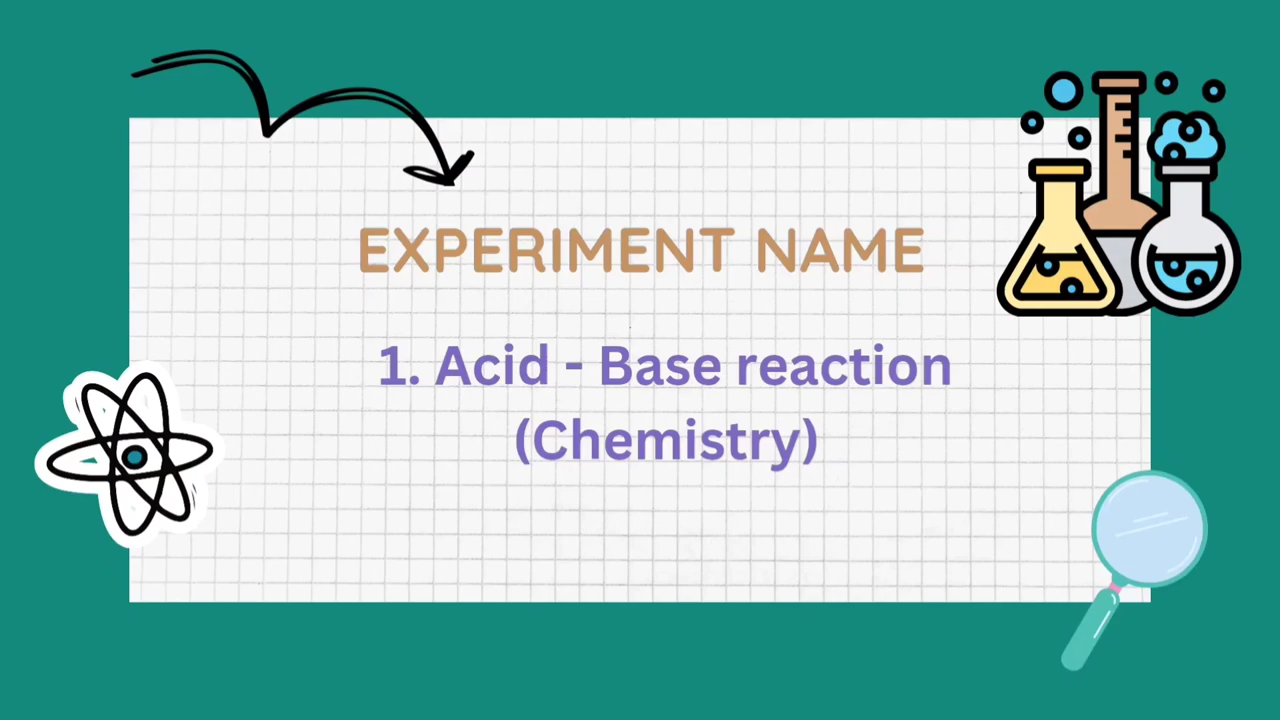 EXPERIMENT NAME
1. Acid - Base reaction
(Chemistry)